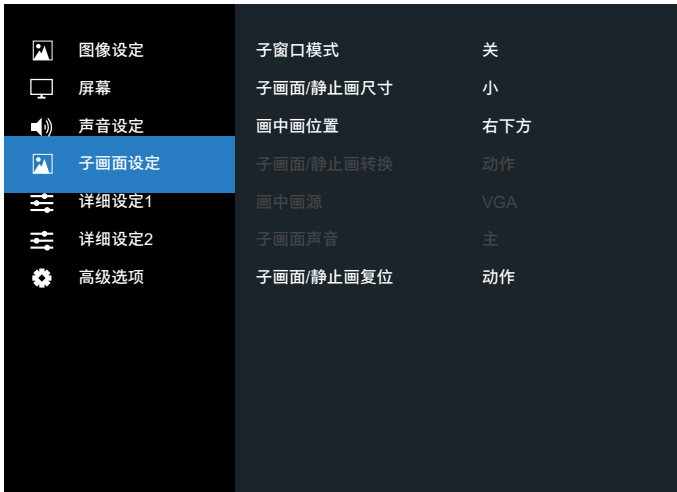 图像设定 子窗口模式 关
屏幕 子画面/静止画尺寸 小
声音设定 画中画位置 右下方
子画面设定 子画面/静止画转换 动作
详细设定1 画中画源 VGA
详细设定2 子画面声音 主
高级选项 子画面/静止画复位 动作